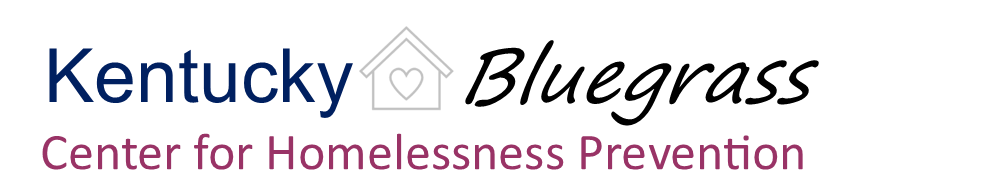 Kentucky Bluegrass
Center for Homelessness Prevention